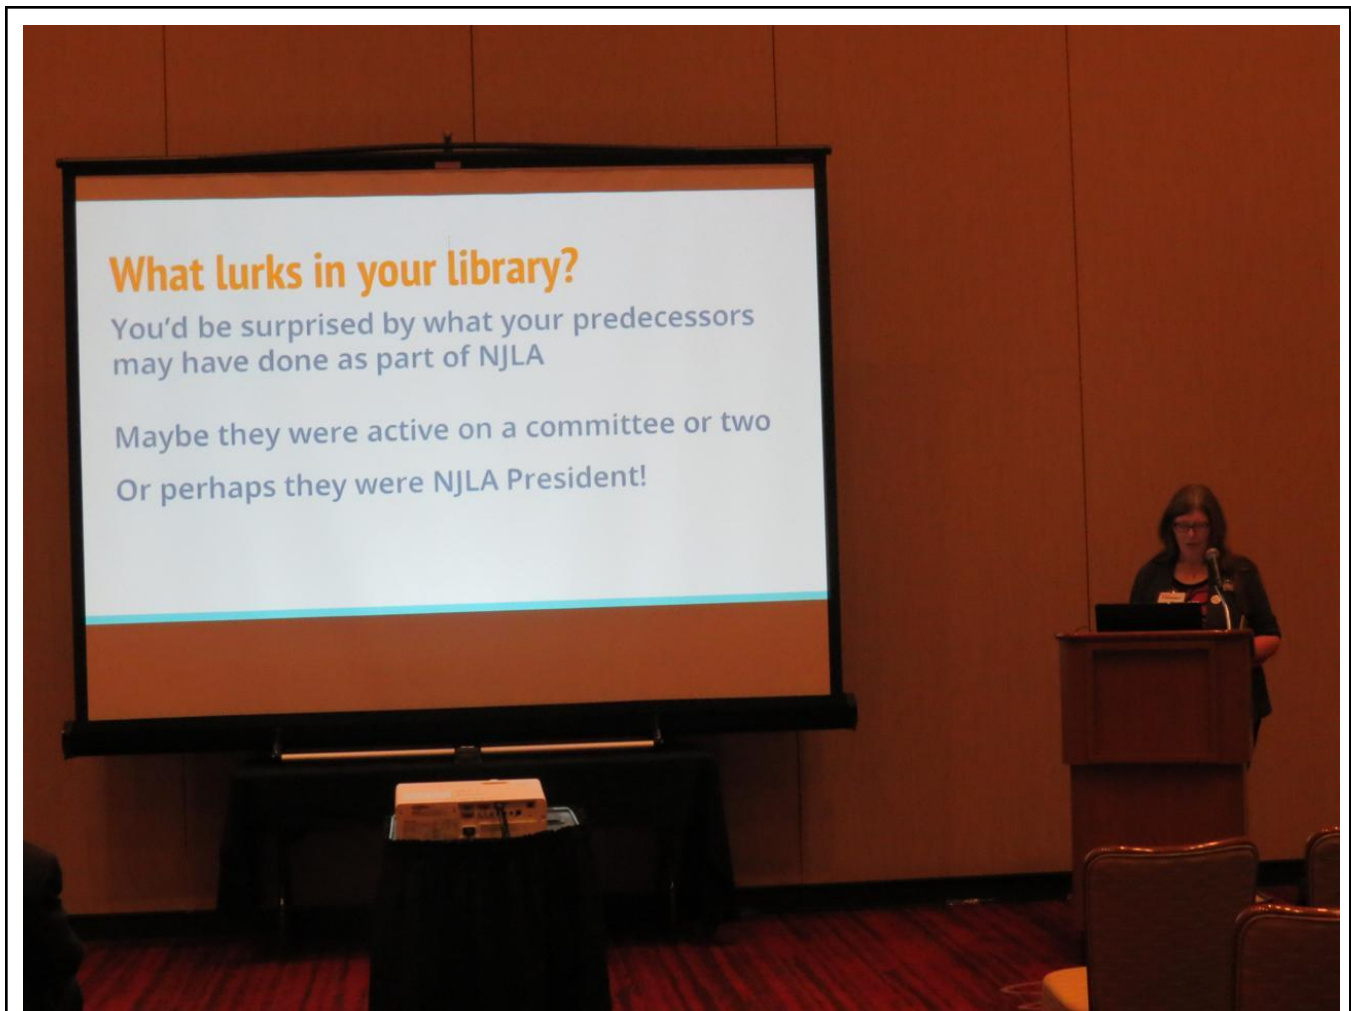 What lurks in your library?
You'd be surprised by what your predecessors
may have done as part of NJLA
Maybe they were active on a committee or two
Or perhaps they were NJLA President!